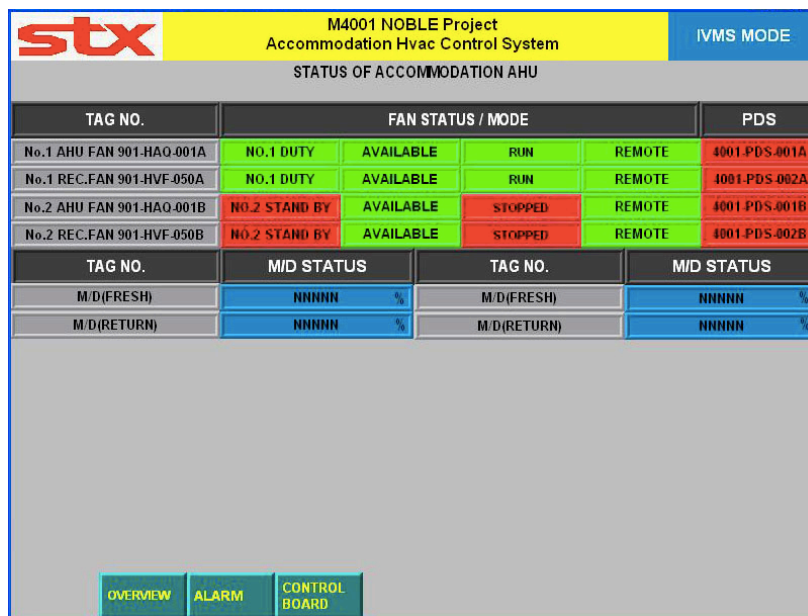 stx
M4001 NOBLE Project
Accommodation Hvac Control System
IVMS MODE
STATUS OF ACCOMMODATION AHU
TAG NO. FAN STATUS / MODE PDS
No.1 AHU FAN 901-HAQ-001A NO.1 DUTY AVAILABLE RUN REMOTE 4001-PDS-001A
No.1 REC.FAN 901-HVF-050A NO.1 DUTY AVAILABLE RUN REMOTE 4001-PDS-002A
No.2 AHU FAN 901-HAQ-001B NO.2 STAND BY AVAILABLE STOPPED REMOTE 4001-PDS-001B
No.2 REC.FAN 901-HVF-050B NO.2 STAND BY AVAILABLE STOPPED REMOTE 4001-PDS-002B
TAG NO. M/D STATUS TAG NO. M/D STATUS
M/D(FRESH) NNNNN % M/D(FRESH) NNNNN %
M/D(RETURN) NNNNN % M/D(RETURN) NNNNN %
OVERVIEW ALARM CONTROL BOARD